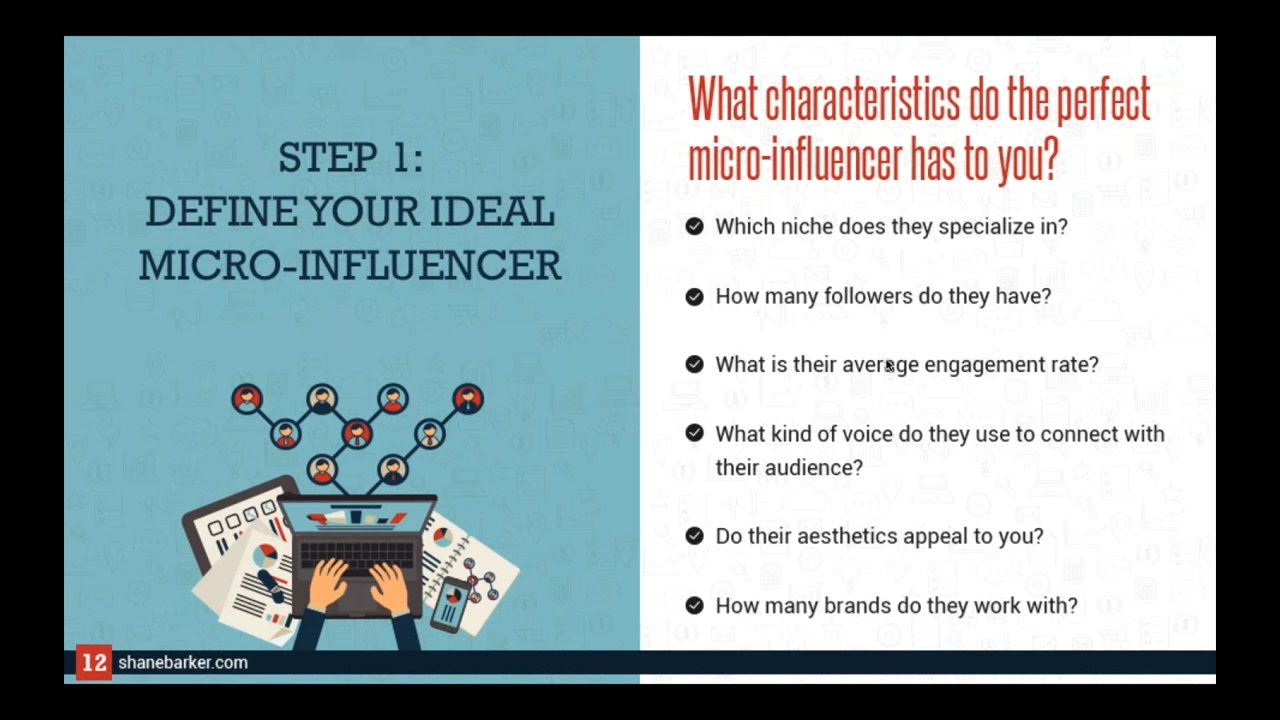 STEP 1:
DEFINE YOUR IDEAL
MICRO-INFLUENCER
What characteristics do the perfect
micro-influencer has to you?
Which niche does they specialize in?
How many followers do they have?
What is their average engagement rate?
What kind of voice do they use to connect with
their audience?
Do their aesthetics appeal to you?
How many brands do they work with?
12 shanebarker.com